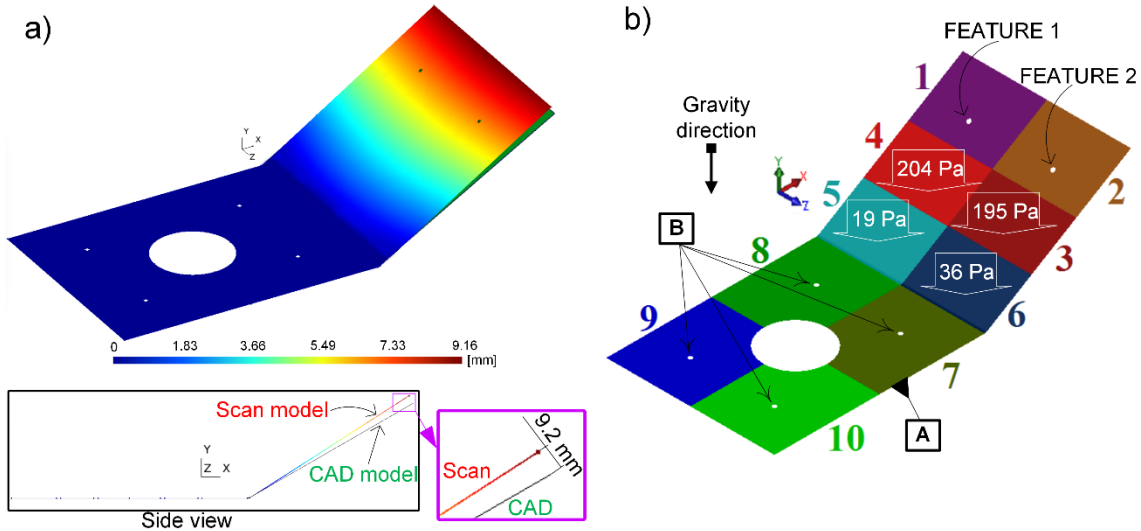 a)
Y
X
Z
0 1.83 3.66 5.49 7.33 9.16
[mm]
Scan model
CAD model
Y
Z X
Side view
9.2 mm
Scan
CAD
b)
FEATURE 1
FEATURE 2
Gravity
direction
Y
X
Z
1
2
4
204 Pa
5
19 Pa
195 Pa
3
B
8
36 Pa
6
9
7
10
A